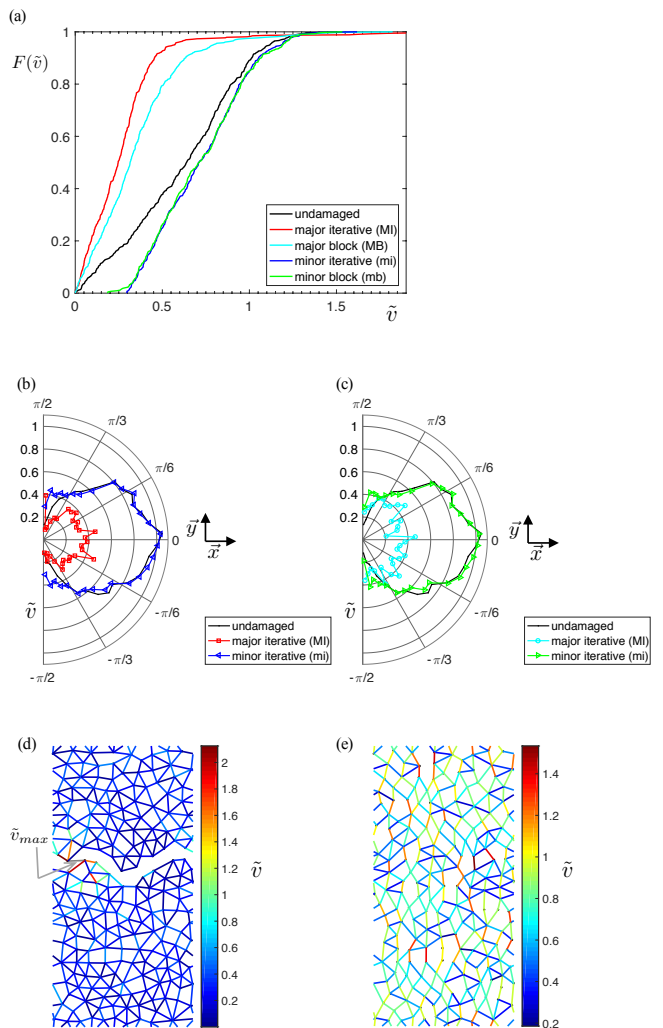 (a)
F(ṽ)
1
0.8
0.6
0.4
0.2
0
undamaged
major iterative (MI)
major block (MB)
minor iterative (mi)
minor block (mb)
0 0.5 1 1.5
ṽ
(b)
π/2
π/3
π/6
0
-π/6
-π/3
-π/2
1
0.8
0.6
0.4
0.2
ṽ
y⃗
x⃗
undamaged
major iterative (MI)
minor iterative (mi)
(c)
π/2
π/3
π/6
0
-π/6
-π/3
-π/2
1
0.8
0.6
0.4
0.2
ṽ
y⃗
x⃗
undamaged
major iterative (MI)
minor iterative (mi)
(d)
ṽmax
2
1.8
1.6
1.4
1.2
1
0.8
0.6
0.4
0.2
ṽ
(e)
1.4
1.2
1
0.8
0.6
0.4
0.2
ṽ